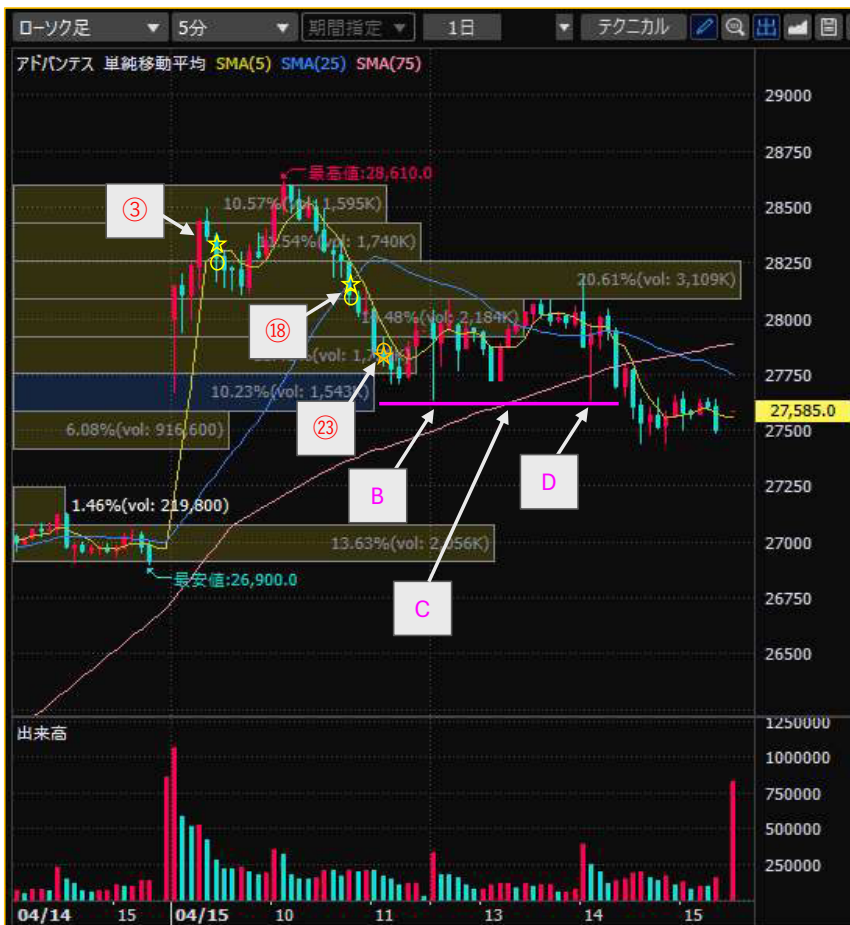 ローソク足 5分 期間指定 1日 テクニカル 出
アドバンテス 単純移動平均 SMA(5) SMA(25) SMA(75)
29000
28750
最高値:28,610.0
③
10.57%(vol: 1,595K)
28500
11.54%(vol: 1,740K)
28250
20.61%(vol: 3,109K)
⑱
14.48%(vol: 2,184K)
28000
27750
10.23%(vol: 1,543K)
27,585.0
㉓
6.08%(vol: 916,600)
27500
B
D
27250
1.46%(vol: 219,800)
27000
13.63%(vol: 2,056K)
最安値:26,900.0
C
26750
26500
出来高
1250000
1000000
750000
500000
250000
04/14 15 04/15 10 11 13 14 15